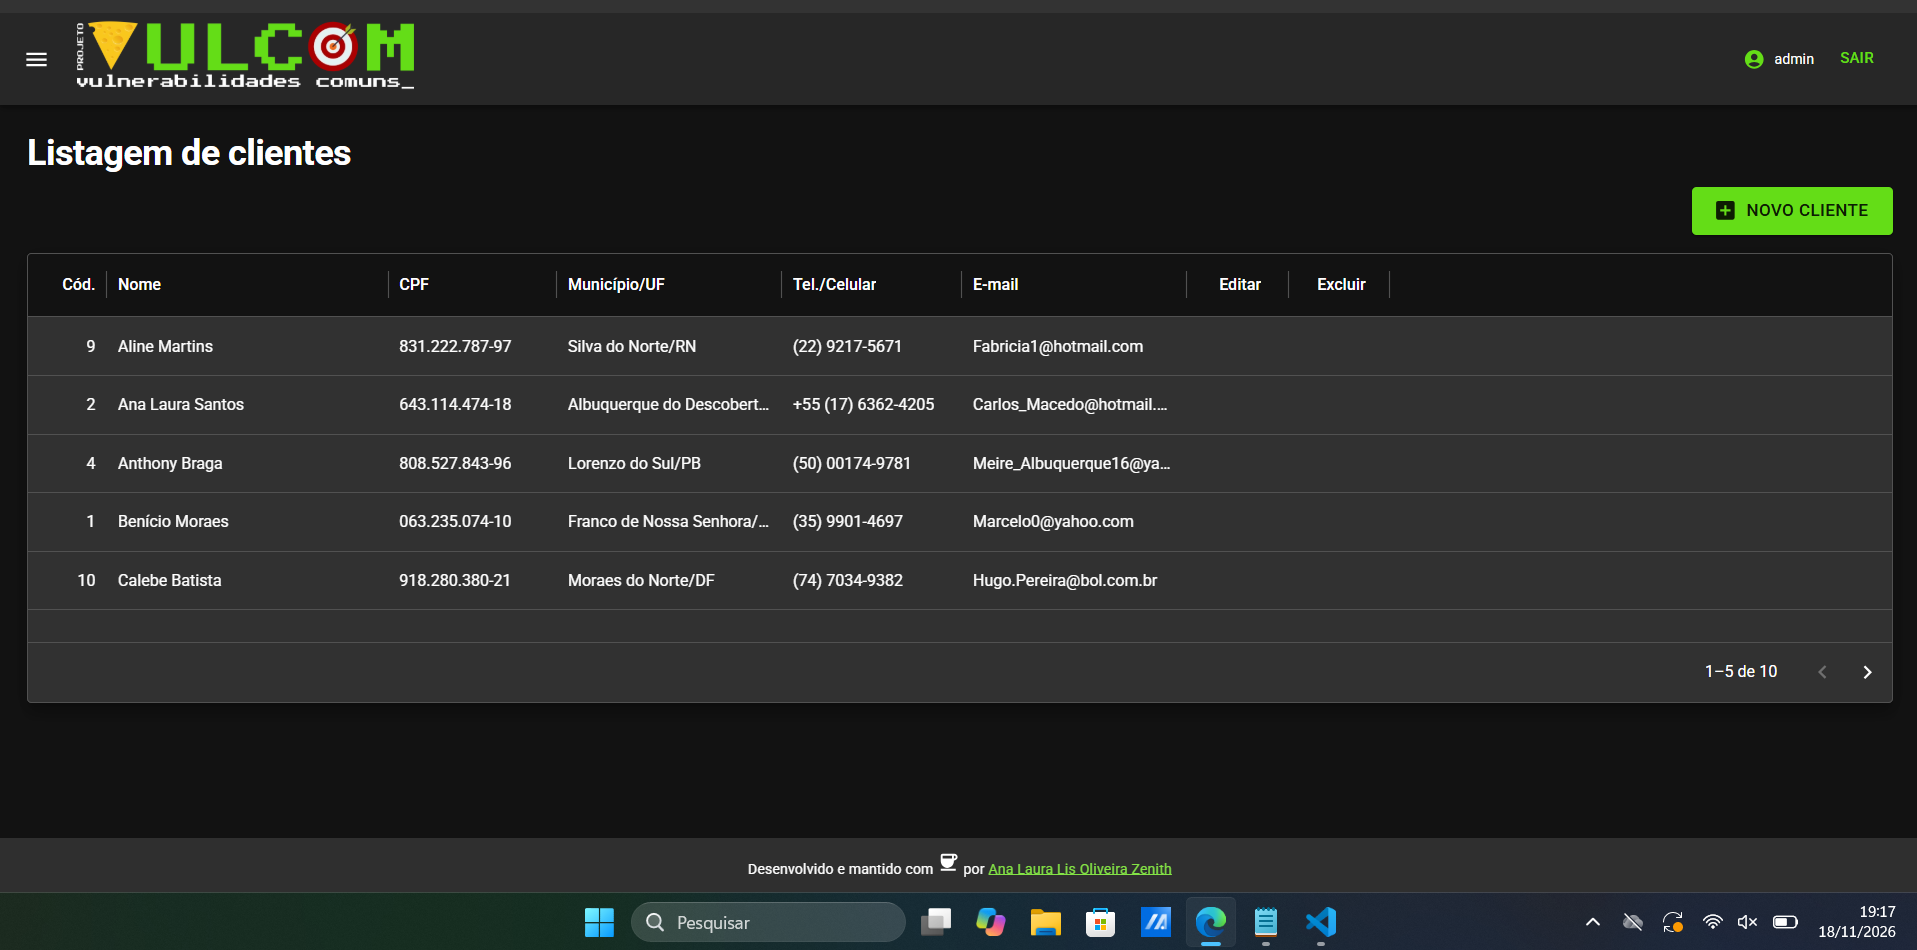 PROJETO
VULCOM
vulnerabilidades comuns_
admin
SAIR
Listagem de clientes
NOVO CLIENTE
Cód. Nome CPF Município/UF Tel./Celular E-mail Editar Excluir
9 Aline Martins 831.222.787-97 Silva do Norte/RN (22) 9217-5671 Fabricia1@hotmail.com
2 Ana Laura Santos 643.114.474-18 Albuquerque do Descobert... +55 (17) 6362-4205 Carlos_Macedo@hotmail....
4 Anthony Braga 808.527.843-96 Lorenzo do Sul/PB (50) 00174-9781 Meire_Albuquerque16@ya...
1 Benício Moraes 063.235.074-10 Franco de Nossa Senhora/... (35) 9901-4697 Marcelo0@yahoo.com
10 Calebe Batista 918.280.380-21 Moraes do Norte/DF (74) 7034-9382 Hugo.Pereira@bol.com.br
1–5 de 10
Desenvolvido e mantido com por Ana Laura Lis Oliveira Zenith
Pesquisar
19:17
18/11/2026